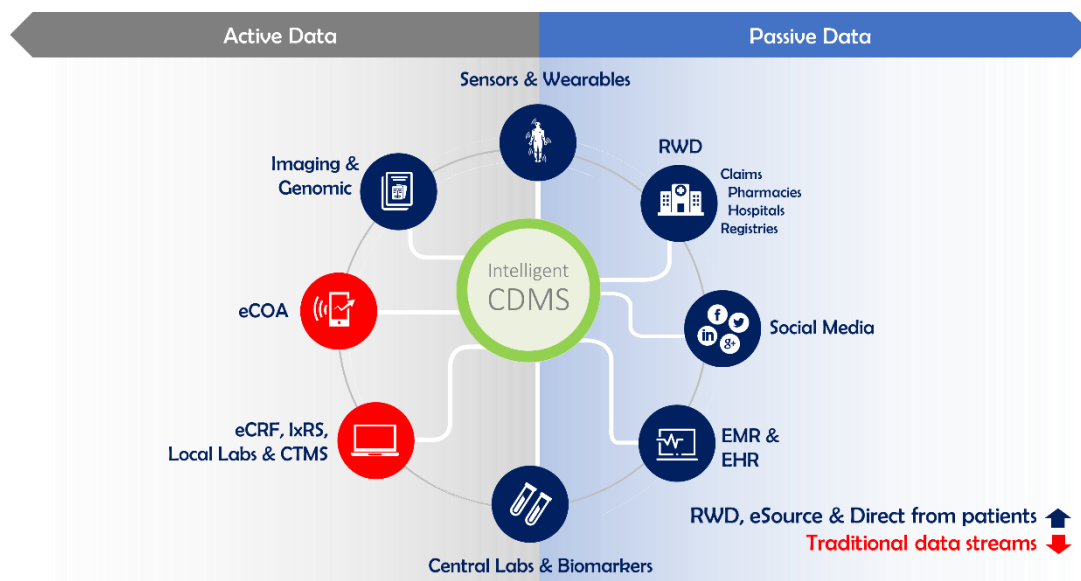 Active Data
Passive Data
Sensors & Wearables
Imaging &
Genomic
RWD
Claims
Pharmacies
Hospitals
Registries
Intelligent
CDMS
eCOA
Social Media
f
in
g+
eCRF, IxRS,
Local Labs & CTMS
EMR &
EHR
Central Labs & Biomarkers
RWD, eSource & Direct from patients
Traditional data streams